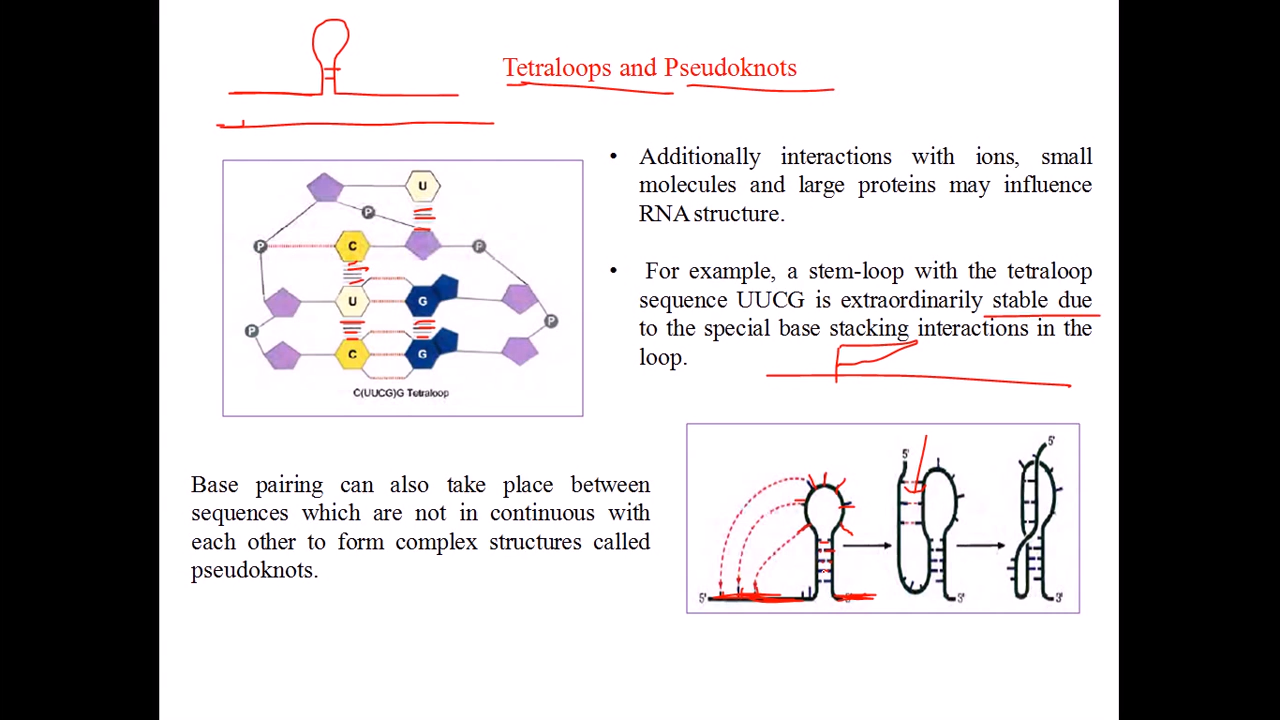 Tetraloops and Pseudoknots
U
P
P
C
P
U
G
P
P
C
G
C(UUCG)G Tetraloop
• Additionally interactions with ions, small
molecules and large proteins may influence
RNA structure.
• For example, a stem-loop with the tetraloop
sequence UUCG is extraordinarily stable due
to the special base stacking interactions in the
loop.
Base pairing can also take place between
sequences which are not in continuous with
each other to form complex structures called
pseudoknots.
5'
5'
3'
5'
3'